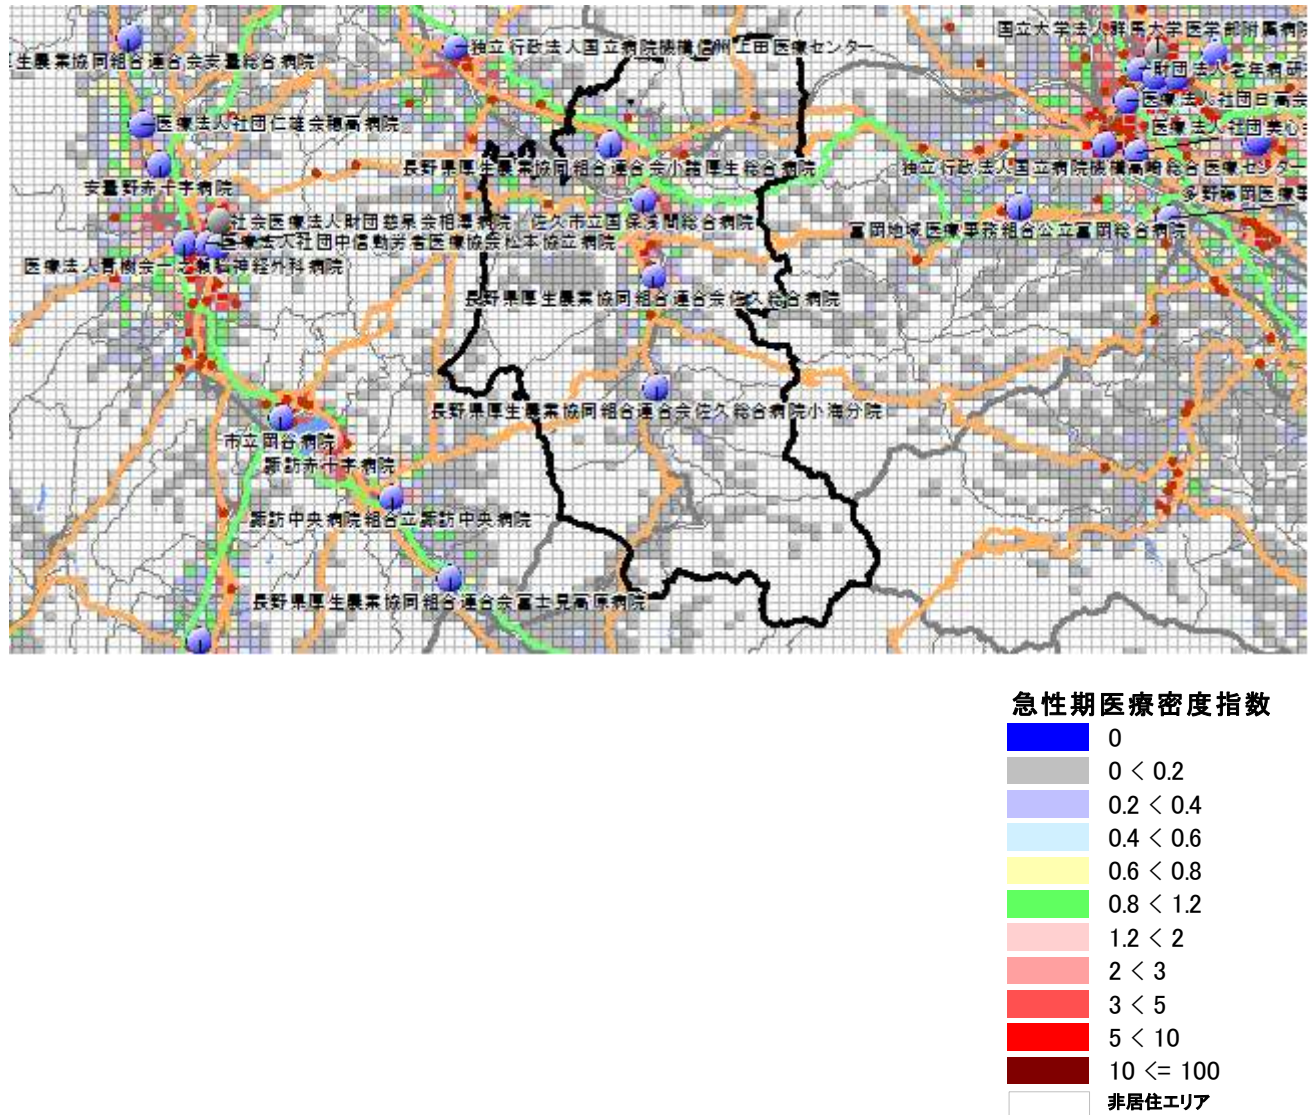 国立大学法人群馬大学医学部附属病院
独立行政法人国立病院機構信州上田医療センター
生農業協同組合連合会安曇総合病院
財団法人老年病研
医療法人社団日高会
医療法人社団仁雄会穂高病院
医療法人社団美心
長野県厚生農業協同組合連合会小諸厚生総合病院
独立行政法人国立病院機構高崎総合医療センター
安曇野赤十字病院
多野藤岡医療事
社会医療法人財団慈泉会相澤病院
佐久市立国保浅間総合病院
富岡地域医療事務組合公立富岡総合病院
医療法人社団中信勤労者医療協会松本協立病院
医療法人青樹会一之瀬脳神経外科病院
長野県厚生農業協同組合連合会佐久総合病院
長野県厚生農業協同組合連合会佐久総合病院小海分院
市立岡谷病院
諏訪赤十字病院
諏訪中央病院組合立諏訪中央病院
長野県厚生農業協同組合連合会富士見高原病院
急性期医療密度指数
0
0 < 0.2
0.2 < 0.4
0.4 < 0.6
0.6 < 0.8
0.8 < 1.2
1.2 < 2
2 < 3
3 < 5
5 < 10
10 <= 100
非居住エリア